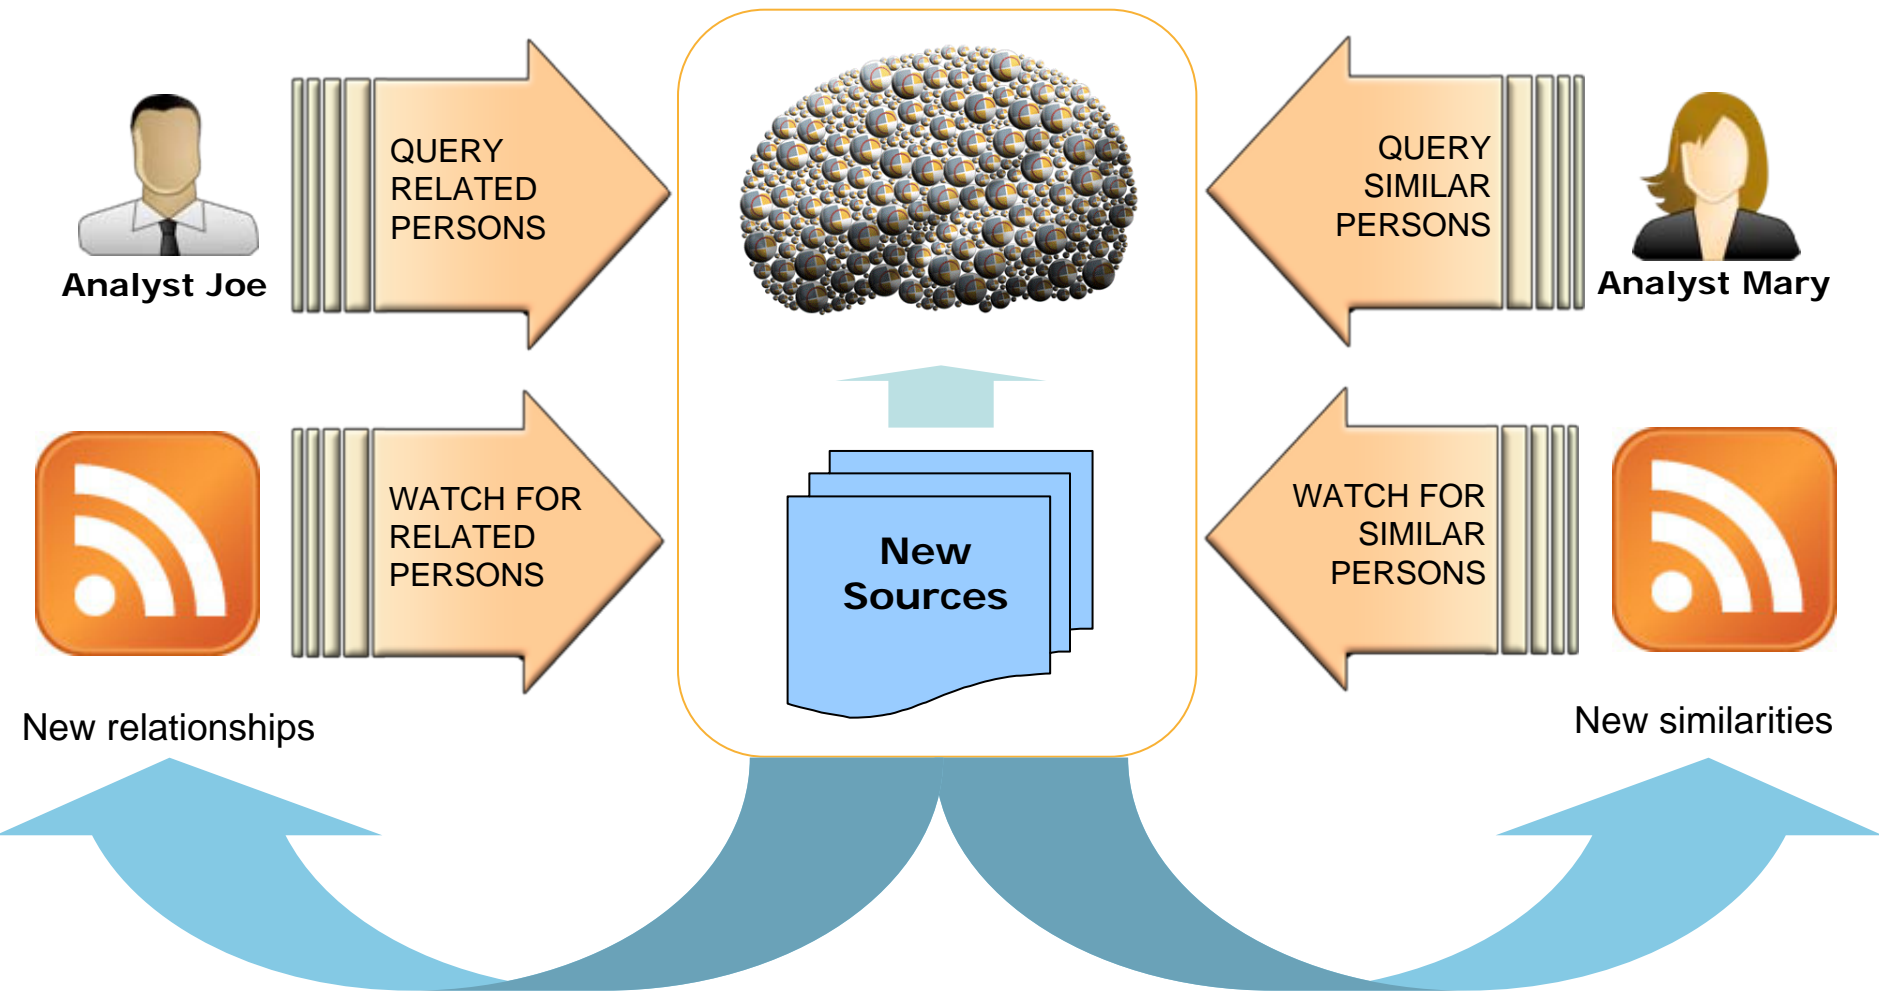 QUERY
RELATED
PERSONS
Analyst Joe
QUERY
SIMILAR
PERSONS
Analyst Mary
WATCH FOR
RELATED
PERSONS
New
Sources
WATCH FOR
SIMILAR
PERSONS
New relationships
New similarities